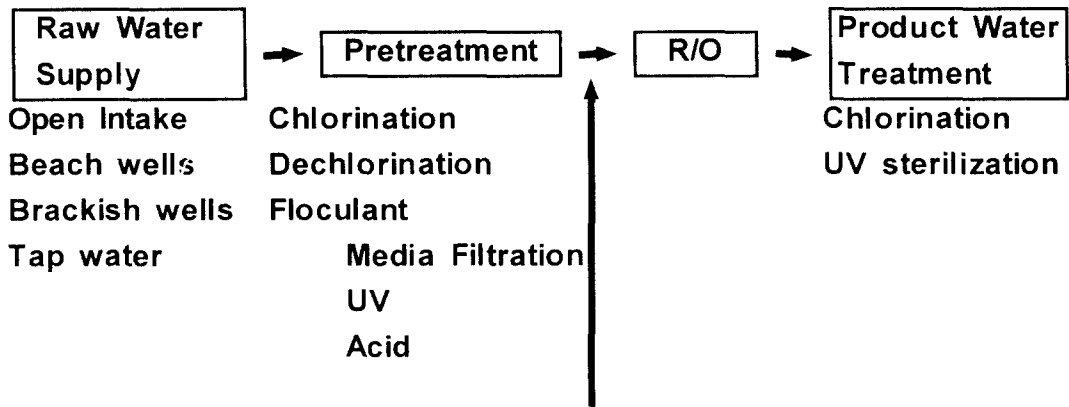 Raw Water
Supply
Pretreatment
R/O
Product Water
Treatment
Open Intake
Beach wells
Brackish wells
Tap water
Chlorination
Dechlorination
Floculant
Media Filtration
UV
Acid
Chlorination
UV sterilization